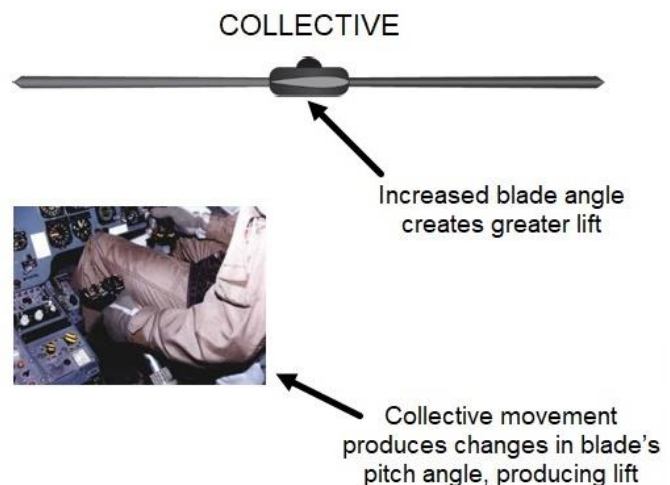 COLLECTIVE
Increased blade angle
creates greater lift
Collective movement
produces changes in blade's
pitch angle, producing lift